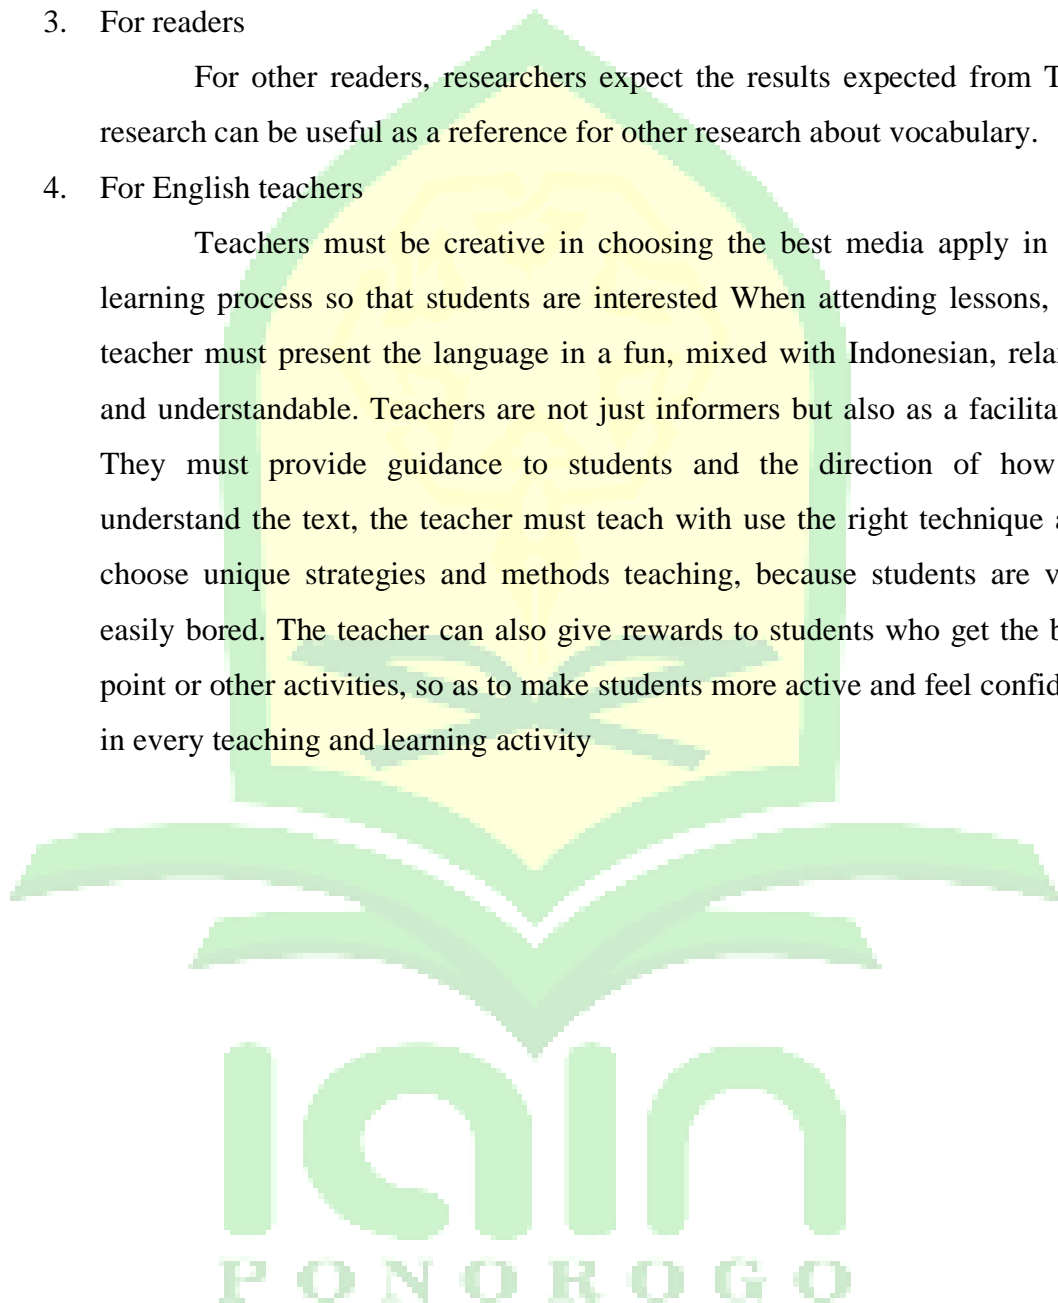 3. For readers
For other readers, researchers expect the results expected from
research can be useful as a reference for other research about vocabulary.
4. For English teachers
Teachers must be creative in choosing the best media apply in
learning process so that students are interested When attending lessons,
teacher must present the language in a fun, mixed with Indonesian,
and understandable. Teachers are not just informers but also as a
They must provide guidance to students and the direction of how
understand the text, the teacher must teach with use the right technique
choose unique strategies and methods teaching, because students are
easily bored. The teacher can also give rewards to students who get the
point or other activities, so as to make students more active and feel
in every teaching and learning activity
iain
PONOROGO